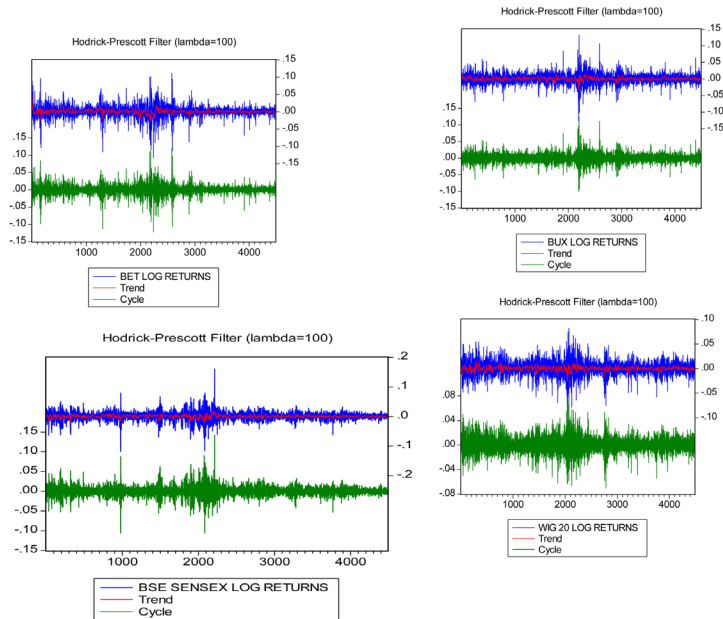 Hodrick-Prescott Filter (lambda=100)
.15
.10
.05
.00
-.05
-.10
-.15
.15
.10
.05
.00
-.05
-.10
-.15
1000 2000 3000 4000
BET LOG RETURNS
Trend
Cycle
Hodrick-Prescott Filter (lambda=100)
.15
.10
.05
.00
-.05
-.10
-.15
.15
.10
.05
.00
-.05
-.10
-.15
1000 2000 3000 4000
BUX LOG RETURNS
Trend
Cycle
Hodrick-Prescott Filter (lambda=100)
.2
.1
.0
-.1
-.2
.15
.10
.05
.00
-.05
-.10
-.15
1000 2000 3000 4000
BSE SENSEX LOG RETURNS
Trend
Cycle
Hodrick-Prescott Filter (lambda=100)
.10
.05
.00
-.05
-.10
.08
.04
.00
-.04
-.08
1000 2000 3000 4000
WIG 20 LOG RETURNS
Trend
Cycle